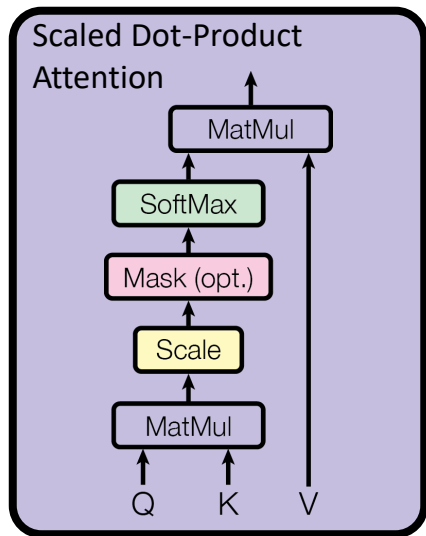 Scaled Dot-Product
Attention
MatMul
SoftMax
Mask (opt.)
Scale
MatMul
Q K V